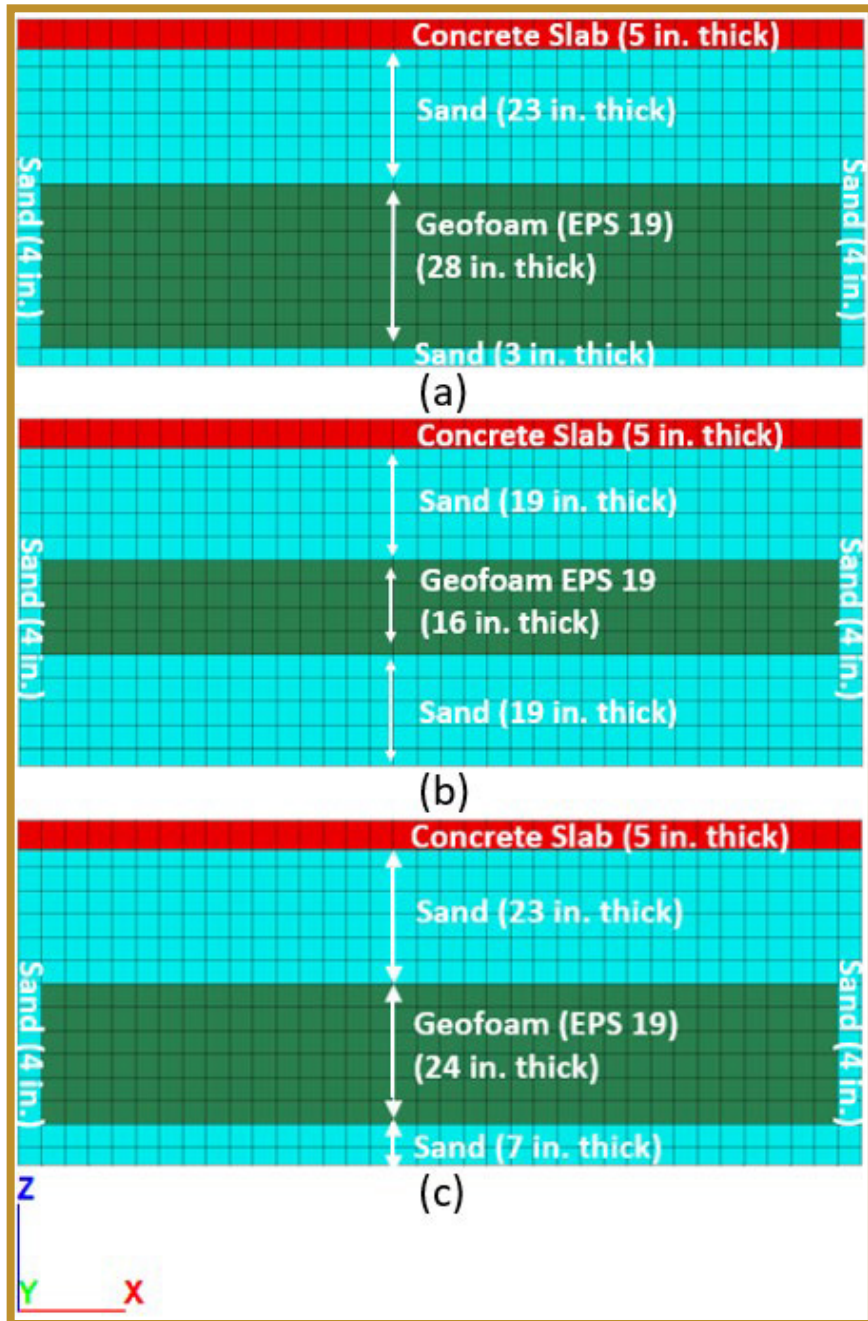 Concrete Slab (5 in. thick)
Sand (23 in. thick)
Sand (4 in.)
Sand (4 in.)
Geofoam (EPS 19)
(28 in. thick)
Sand (3 in. thick)
(a)
Concrete Slab (5 in. thick)
Sand (19 in. thick)
Sand (4 in.)
Sand (4 in.)
Geofoam EPS 19
(16 in. thick)
Sand (19 in. thick)
(b)
Concrete Slab (5 in. thick)
Sand (23 in. thick)
Sand (4 in.)
Sand (4 in.)
Geofoam (EPS 19)
(24 in. thick)
Sand (7 in. thick)
(c)
Z
Y
X